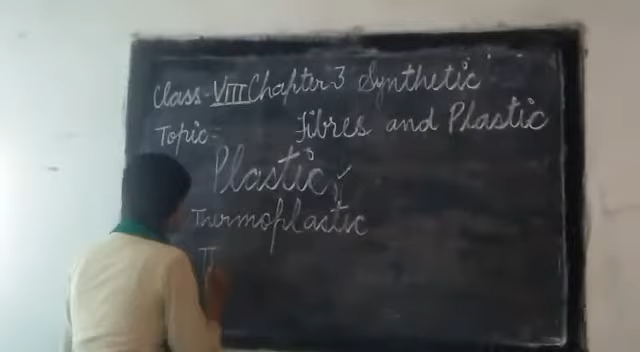 Class-VIII Chapter-3 Synthetic
Topic- Fibres and Plastic
Plastic
Thermoplastic
T